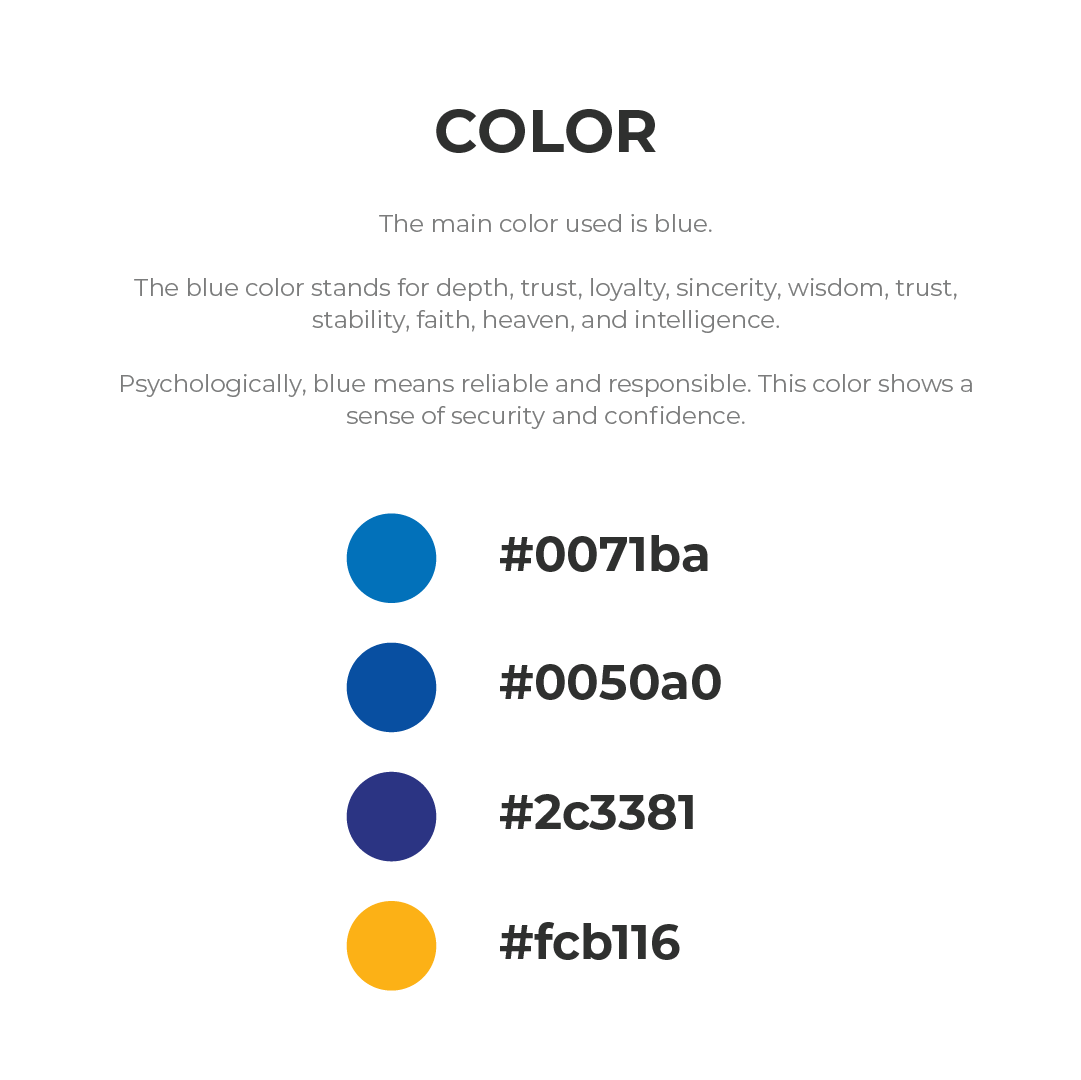 COLOR
The main color used is blue.
The blue color stands for depth, trust, loyalty, sincerity, wisdom, trust,
stability, faith, heaven, and intelligence.
Psychologically, blue means reliable and responsible. This color shows a
sense of security and confidence.
#0071ba
#0050a0
#2c3381
#fcb116